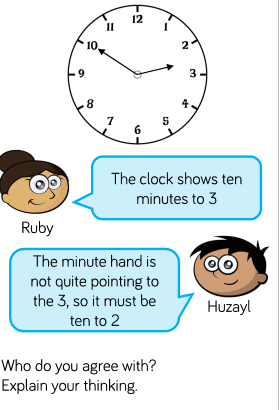 12
11
1
10
2
9
3
8
4
7
5
6
The clock shows ten
minutes to 3
Ruby
The minute hand is
not quite pointing to
the 3, so it must be
ten to 2
Huzayl
Who do you agree with?
Explain your thinking.